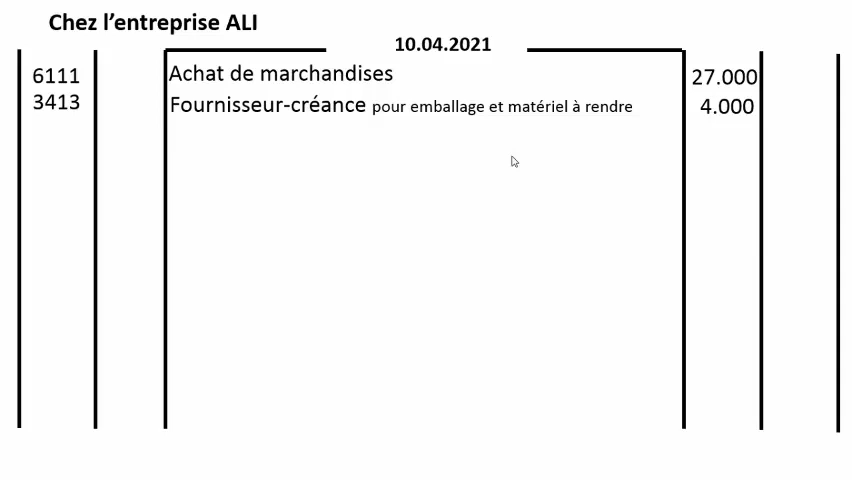 Chez l’entreprise ALI
10.04.2021
6111 Achat de marchandises 27.000
3413 Fournisseur-créance pour emballage et matériel à rendre 4.000